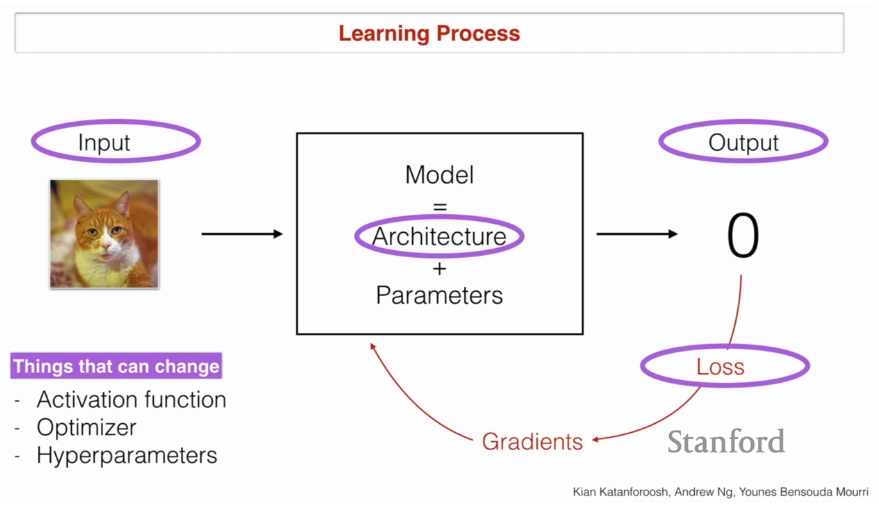 Learning Process
Input
Output
Model
=
Architecture
+
Parameters
0
Things that can change
- Activation function
- Optimizer
- Hyperparameters
Loss
Gradients
Stanford
Kian Katanforoosh, Andrew Ng, Younes Bensouda Mourri